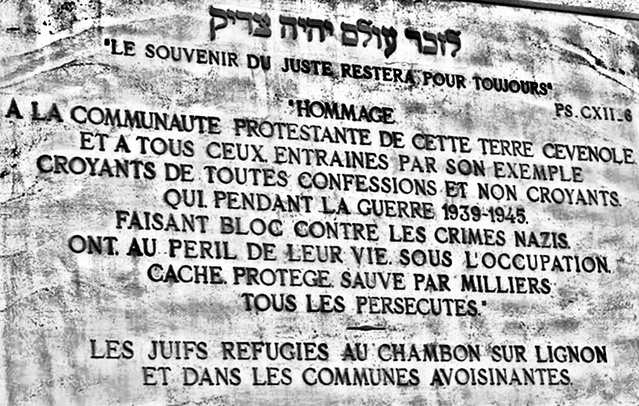 לזכר עולם יהיה צדיק
"LE SOUVENIR DU JUSTE RESTERA POUR TOUJOURS"
PS. CXII_6
"HOMMAGE
A LA COMMUNAUTE PROTESTANTE DE CETTE TERRE CEVENOLE
ET A TOUS CEUX, ENTRAINES PAR SON EXEMPLE
CROYANTS DE TOUTES CONFESSIONS ET NON CROYANTS.
QUI PENDANT LA GUERRE 1939-1945.
FAISANT BLOC CONTRE LES CRIMES NAZIS.
ONT, AU PERIL DE LEUR VIE, SOUS L'OCCUPATION,
CACHE, PROTEGE, SAUVE PAR MILLIERS
TOUS LES PERSECUTES."
LES JUIFS REFUGIES AU CHAMBON SUR LIGNON
ET DANS LES COMMUNES AVOISINANTES.